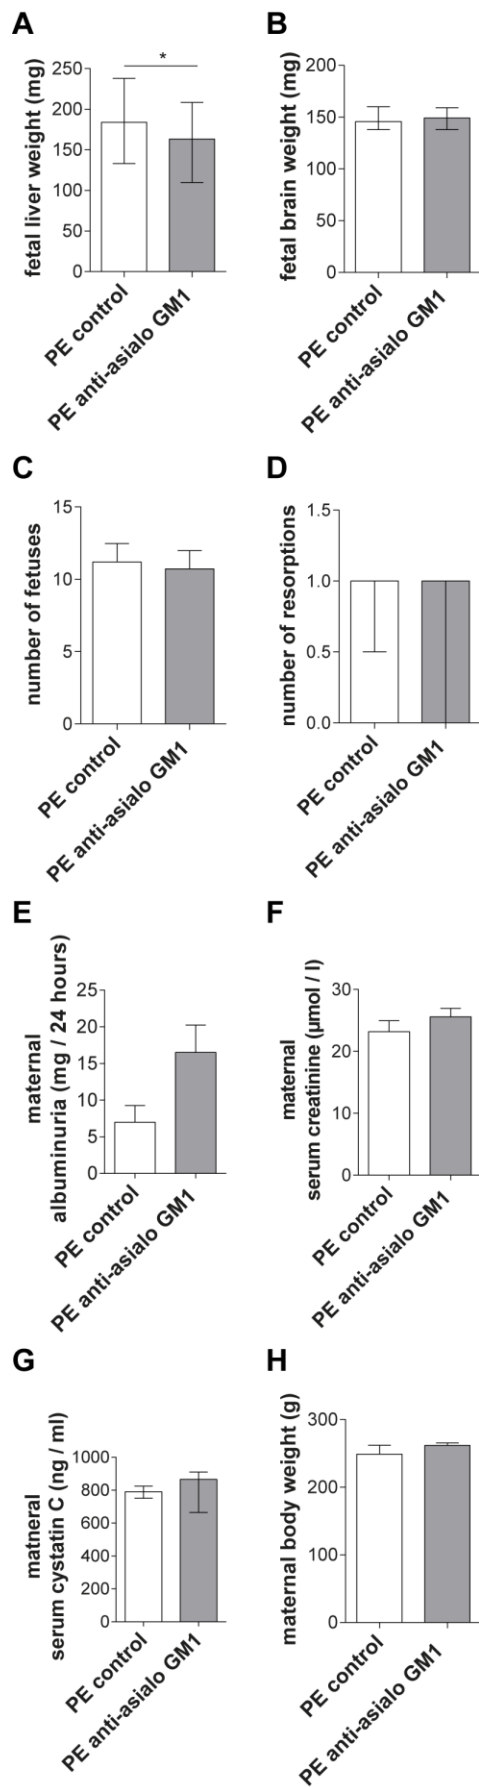 A
B
*
fetal liver weight (mg)
250
200
150
100
50
0
PE control
PE anti-asialo GM1
fetal brain weight (mg)
200
150
100
50
0
PE control
PE anti-asialo GM1
C
D
number of fetuses
15
10
5
0
PE control
PE anti-asialo GM1
number of resorptions
1.5
1.0
0.5
0.0
PE control
PE anti-asialo GM1
E
F
maternal
albuminuria (mg / 24 hours)
25
20
15
10
5
0
PE control
PE anti-asialo GM1
maternal
serum creatinine (µmol / l)
30
20
10
0
PE control
PE anti-asialo GM1
G
H
matneral
serum cystatin C (ng / ml)
1000
800
600
400
200
0
PE control
PE anti-asialo GM1
maternal body weight (g)
300
200
100
0
PE control
PE anti-asialo GM1